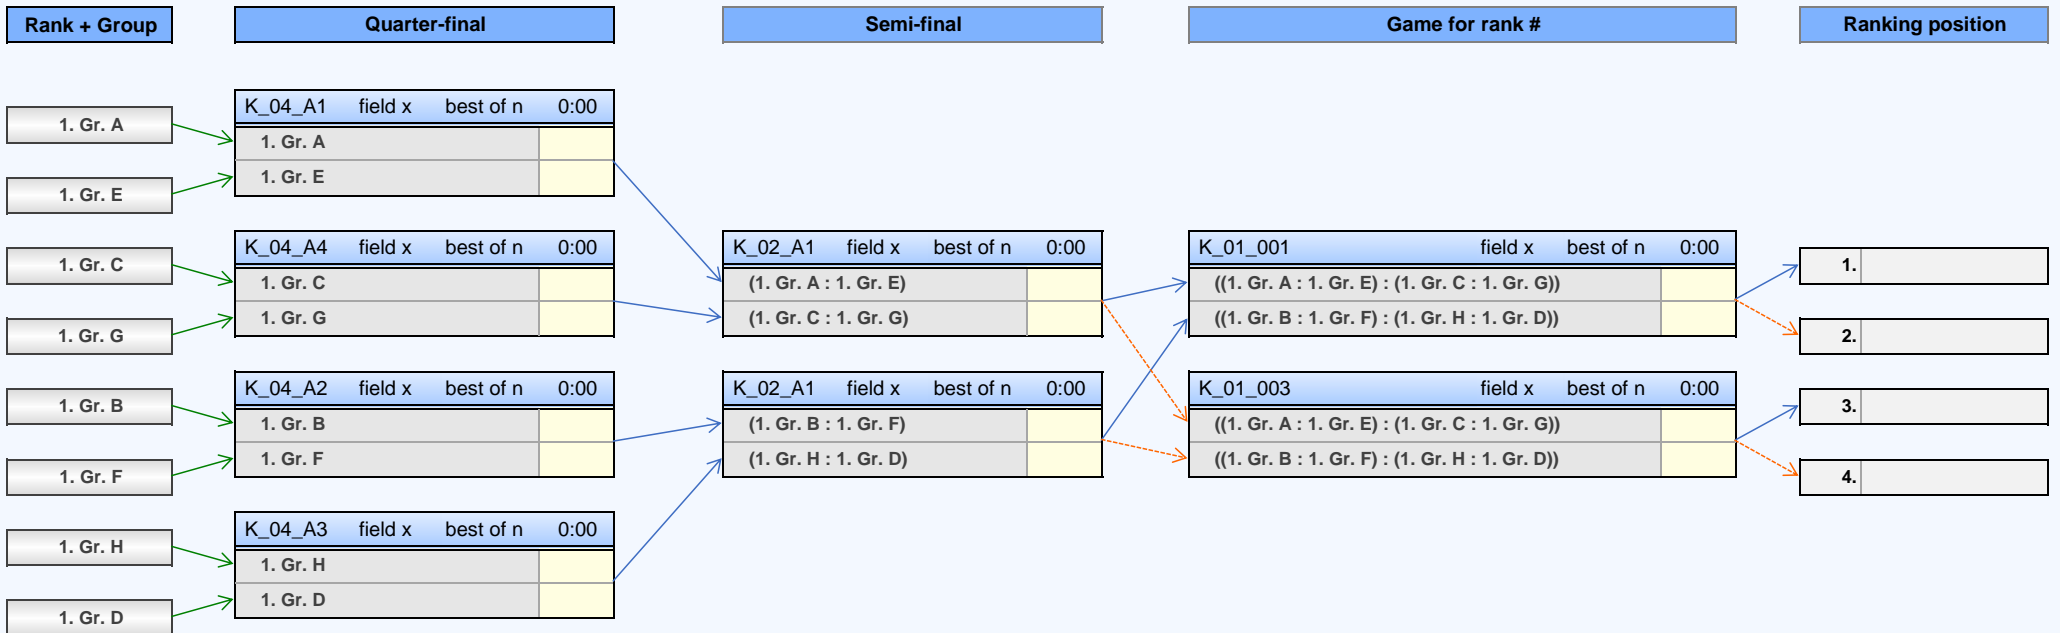 Rank + Group Quarter-final Semi-final Game for rank # Ranking position
1. Gr. A
1. Gr. E
1. Gr. C
1. Gr. G
1. Gr. B
1. Gr. F
1. Gr. H
1. Gr. D
K_04_A1 field x best of n 0:00
1. Gr. A
1. Gr. E
K_04_A4 field x best of n 0:00
1. Gr. C
1. Gr. G
K_04_A2 field x best of n 0:00
1. Gr. B
1. Gr. F
K_04_A3 field x best of n 0:00
1. Gr. H
1. Gr. D
K_02_A1 field x best of n 0:00
(1. Gr. A : 1. Gr. E)
(1. Gr. C : 1. Gr. G)
K_02_A1 field x best of n 0:00
(1. Gr. B : 1. Gr. F)
(1. Gr. H : 1. Gr. D)
K_01_001 field x best of n 0:00
((1. Gr. A : 1. Gr. E) : (1. Gr. C : 1. Gr. G))
((1. Gr. B : 1. Gr. F) : (1. Gr. H : 1. Gr. D))
K_01_003 field x best of n 0:00
((1. Gr. A : 1. Gr. E) : (1. Gr. C : 1. Gr. G))
((1. Gr. B : 1. Gr. F) : (1. Gr. H : 1. Gr. D))
1.
2.
3.
4.